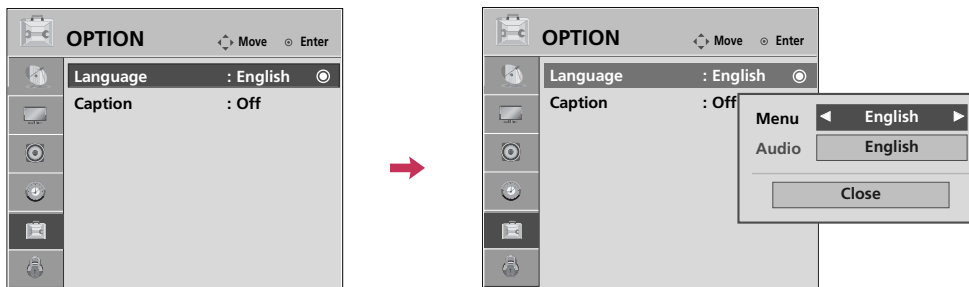 OPTION
Move Enter
Language : English
Caption : Off
OPTION
Move Enter
Language : English
Caption : Off
Menu ◀ English ▶
Audio English
Close